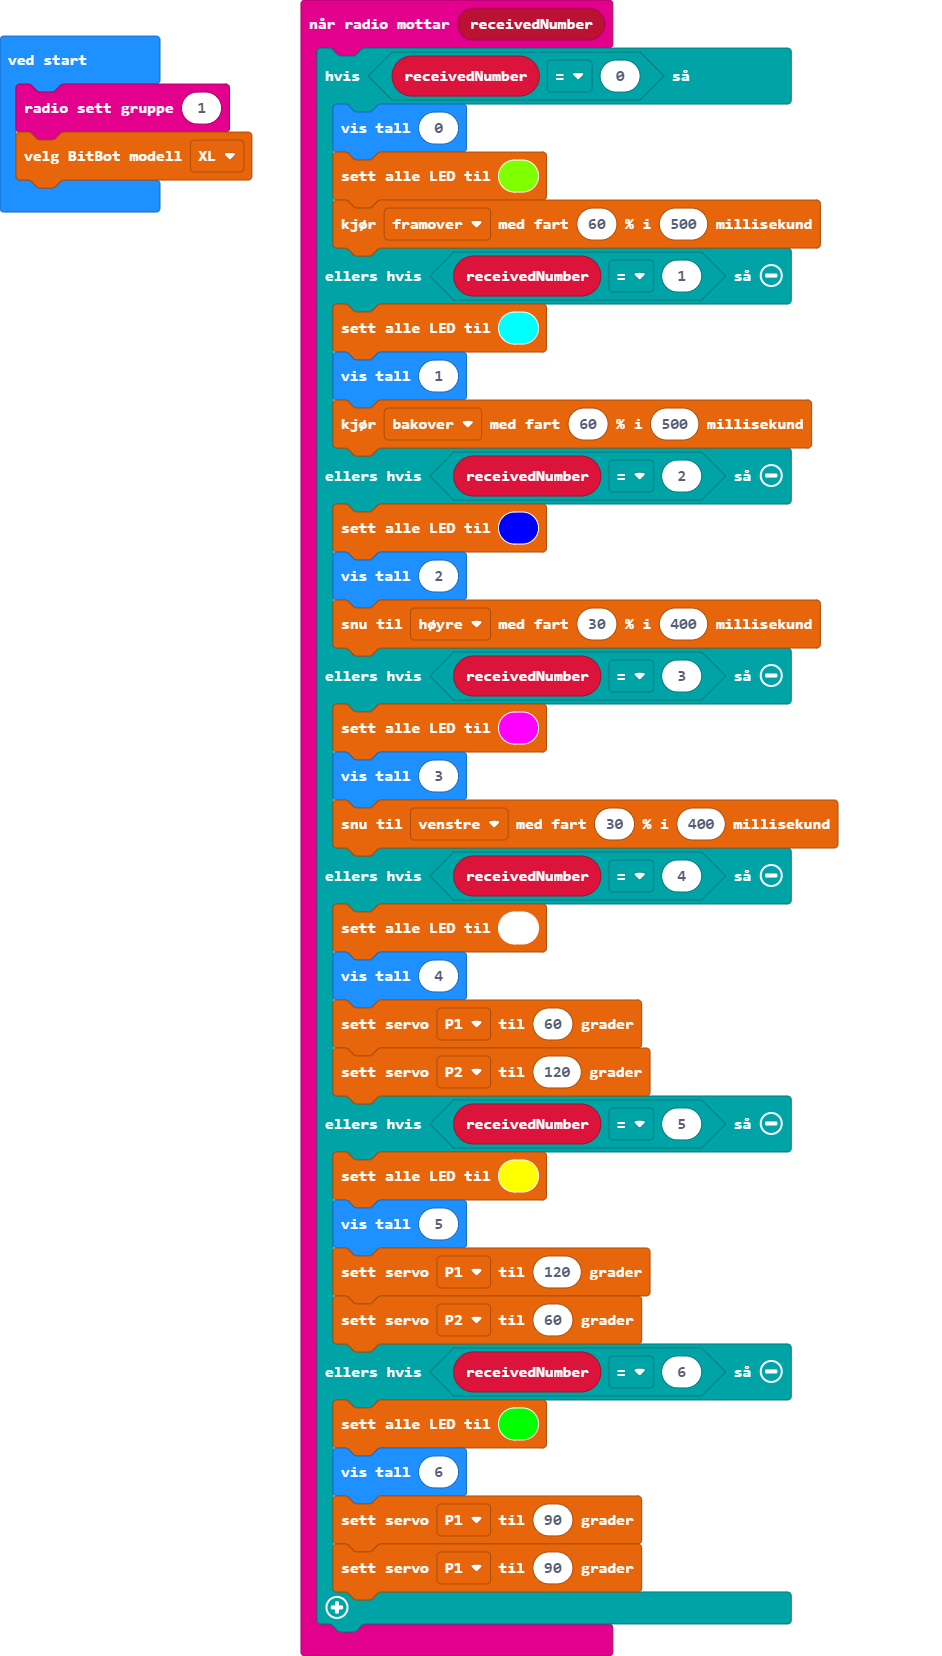 ved start
radio sett gruppe 1
velg BitBot modell XL
når radio mottar receivedNumber
hvis receivedNumber = 0 så
vis tall 0
sett alle LED til
kjør framover med fart 60 % i 500 millisekund
ellers hvis receivedNumber = 1 så
sett alle LED til
vis tall 1
kjør bakover med fart 60 % i 500 millisekund
ellers hvis receivedNumber = 2 så
sett alle LED til
vis tall 2
snu til høyre med fart 30 % i 400 millisekund
ellers hvis receivedNumber = 3 så
sett alle LED til
vis tall 3
snu til venstre med fart 30 % i 400 millisekund
ellers hvis receivedNumber = 4 så
sett alle LED til
vis tall 4
sett servo P1 til 60 grader
sett servo P2 til 120 grader
ellers hvis receivedNumber = 5 så
sett alle LED til
vis tall 5
sett servo P1 til 120 grader
sett servo P2 til 60 grader
ellers hvis receivedNumber = 6 så
sett alle LED til
vis tall 6
sett servo P1 til 90 grader
sett servo P1 til 90 grader